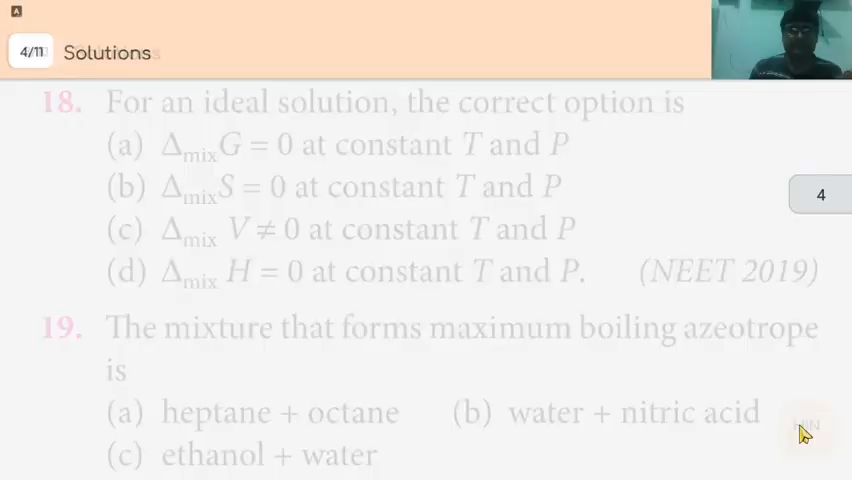 A
4/11 Solutions
18. For an ideal solution, the correct option is
(a) ΔmixG = 0 at constant T and P
4
(b) ΔmixS = 0 at constant T and P
(c) Δmix V ≠ 0 at constant T and P
(d) Δmix H = 0 at constant T and P. (NEET 2019)
19. The mixture that forms maximum boiling azeotrope
is
(a) heptane + octane (b) water + nitric acid
(c) ethanol + water